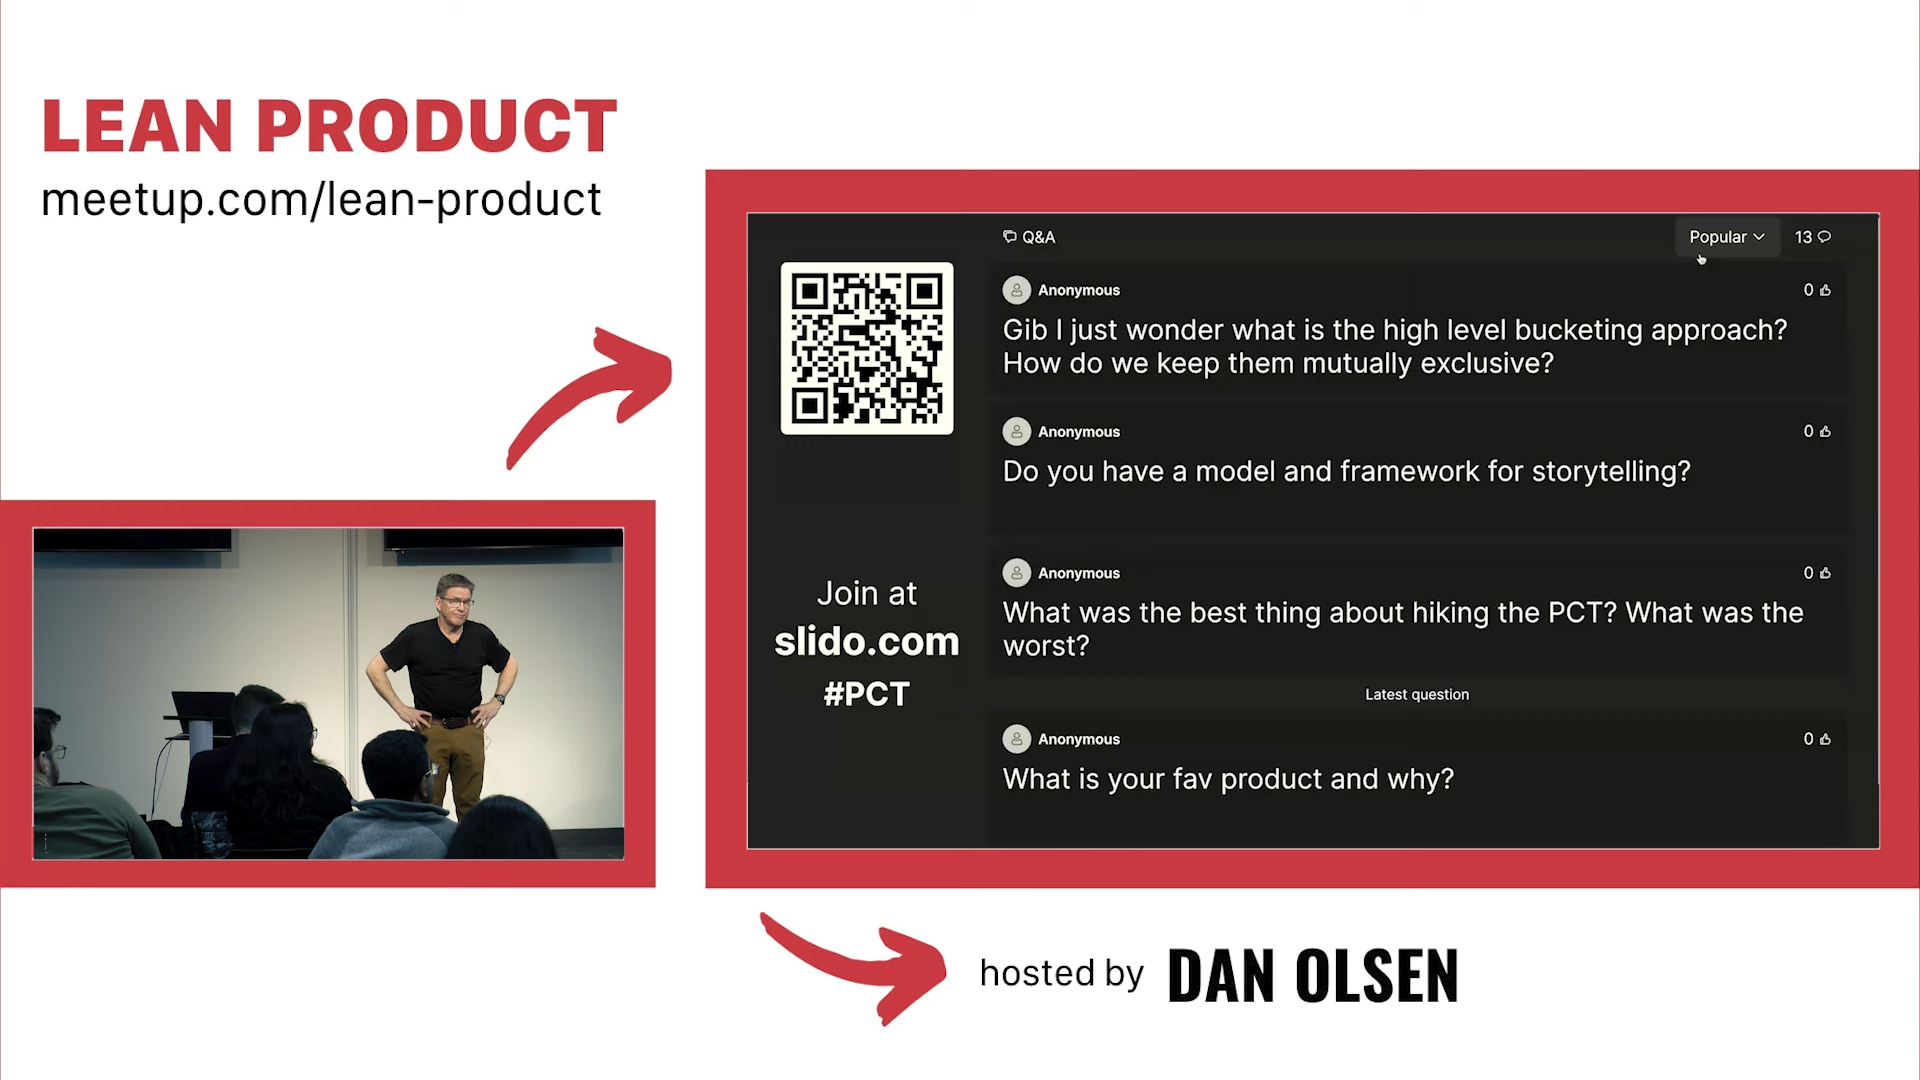 LEAN PRODUCT
meetup.com/lean-product
Q&A
Popular
13
Anonymous
0
Gib I just wonder what is the high level bucketing approach?
How do we keep them mutually exclusive?
Anonymous
0
Do you have a model and framework for storytelling?
Anonymous
0
What was the best thing about hiking the PCT? What was the
worst?
Latest question
Anonymous
0
What is your fav product and why?
Join at
slido.com
#PCT
hosted by DAN OLSEN